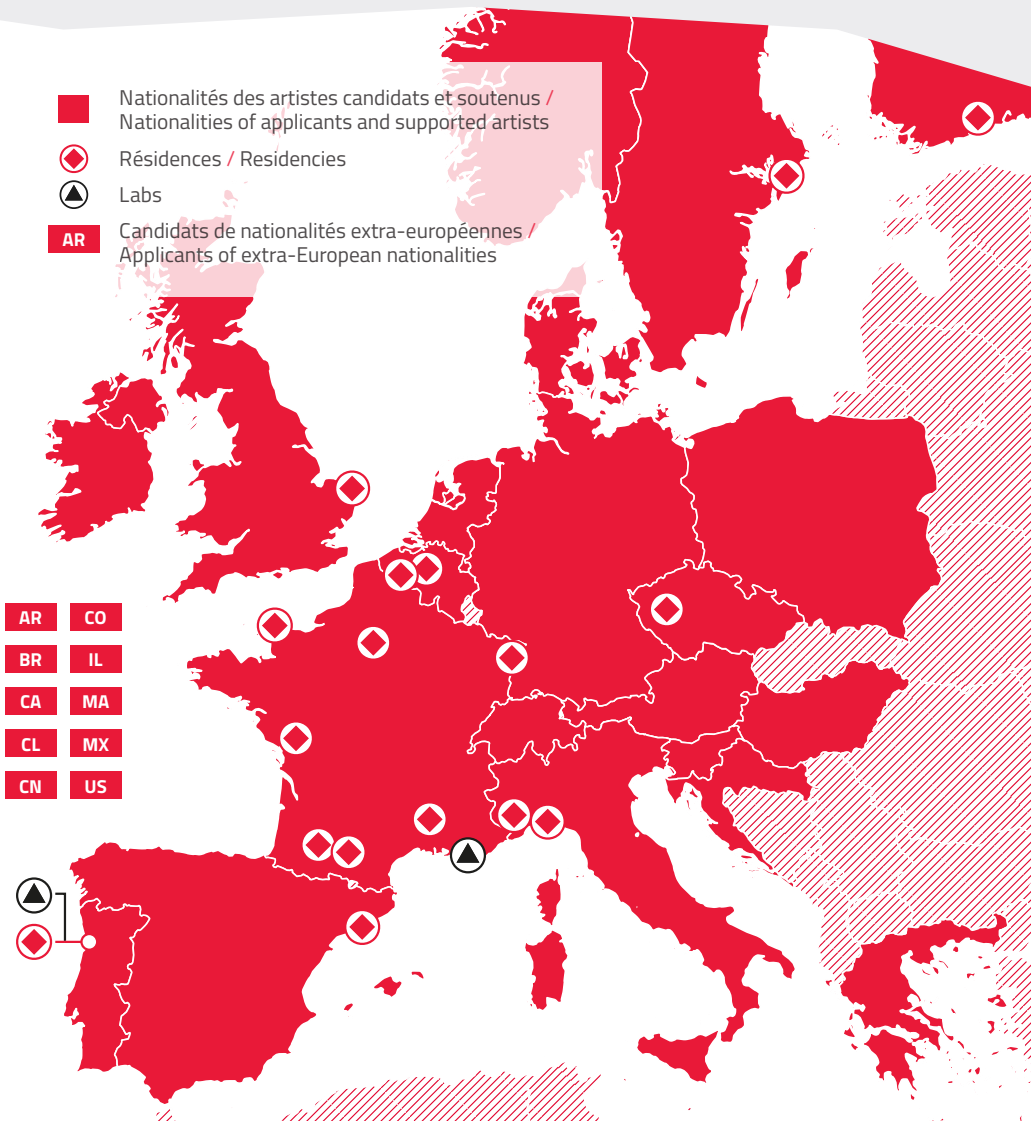 Nationalités des artistes candidats et soutenus /
Nationalities of applicants and supported artists
Résidences / Residencies
Labs
AR
Candidats de nationalités extra-européennes /
Applicants of extra-European nationalities
AR CO
BR IL
CA MA
CL MX
CN US